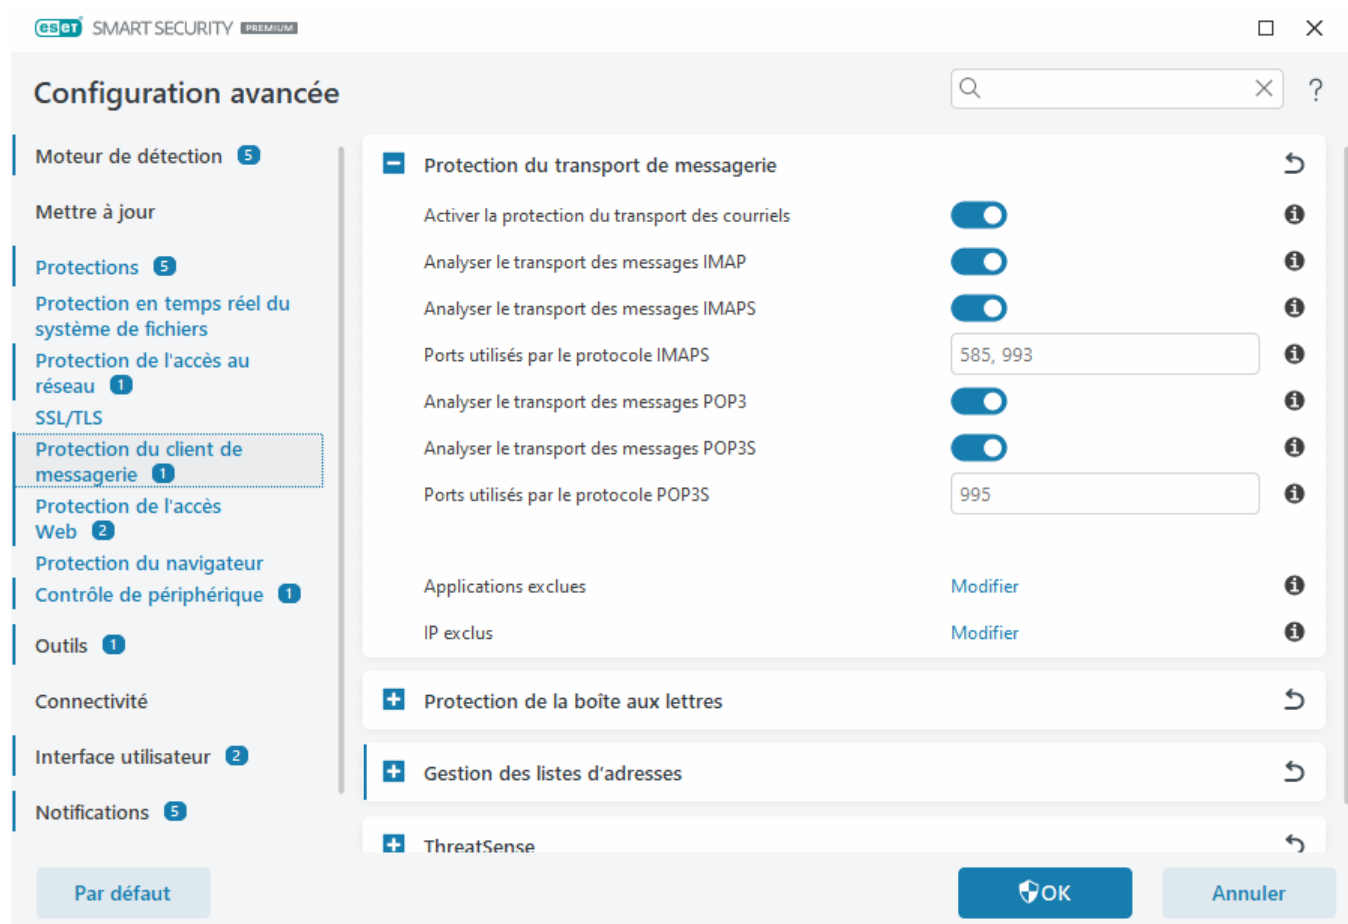 eset SMART SECURITY PREMIUM
Configuration avancée
?
Moteur de détection 5
Mettre à jour
Protections 5
Protection en temps réel du
système de fichiers
Protection de l'accès au
réseau 1
SSL/TLS
Protection du client de
messagerie 1
Protection de l'accès
Web 2
Protection du navigateur
Contrôle de périphérique 1
Outils 1
Connectivité
Interface utilisateur 2
Notifications 5
Protection du transport de messagerie
Activer la protection du transport des courriels
Analyser le transport des messages IMAP
Analyser le transport des messages IMAPS
Ports utilisés par le protocole IMAPS 585, 993
Analyser le transport des messages POP3
Analyser le transport des messages POP3S
Ports utilisés par le protocole POP3S 995
Applications exclues Modifier
IP exclus Modifier
Protection de la boîte aux lettres
Gestion des listes d'adresses
ThreatSense
Par défaut
OK
Annuler